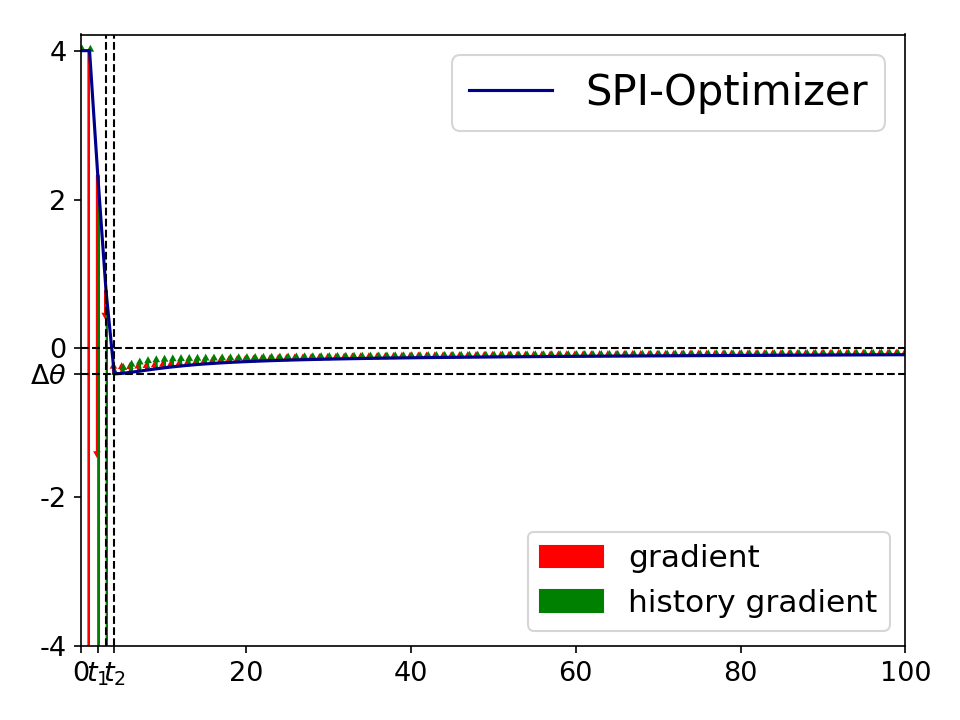 4
SPI-Optimizer
2
0
Δθ
-2
gradient
history gradient
-4
0 t₁ t₂ 20 40 60 80 100